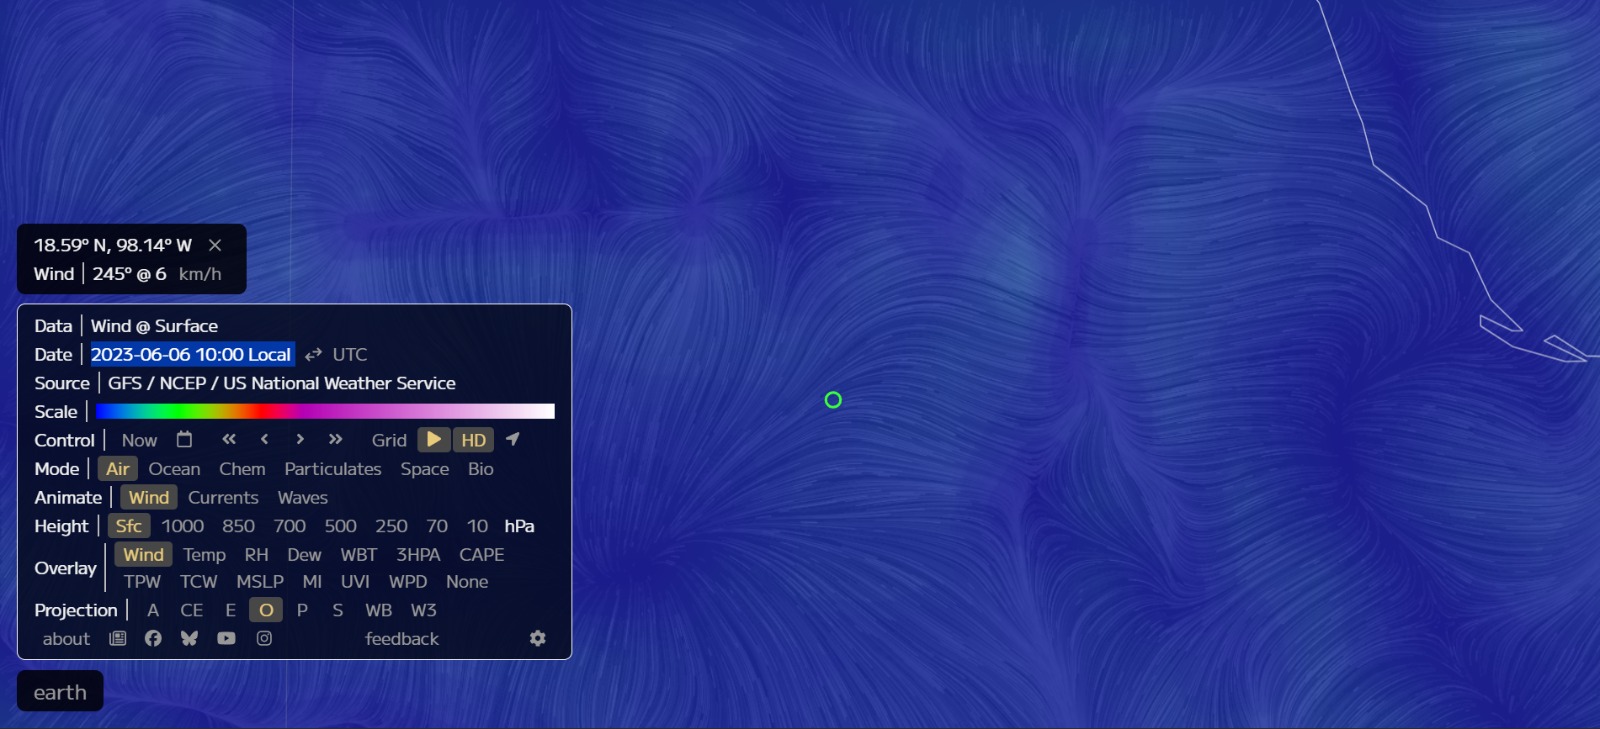 18.59° N, 98.14° W ×
Wind | 245° @ 6 km/h
Data | Wind @ Surface
Date | 2023-06-06 10:00 Local ⇄ UTC
Source | GFS / NCEP / US National Weather Service
Scale |
Control | Now « ‹ › » Grid HD
Mode | Air Ocean Chem Particulates Space Bio
Animate | Wind Currents Waves
Height | Sfc 1000 850 700 500 250 70 10 hPa
Overlay | Wind Temp RH Dew WBT 3HPA CAPE
TPW TCW MSLP MI UVI WPD None
Projection | A CE E O P S WB W3
about feedback
earth